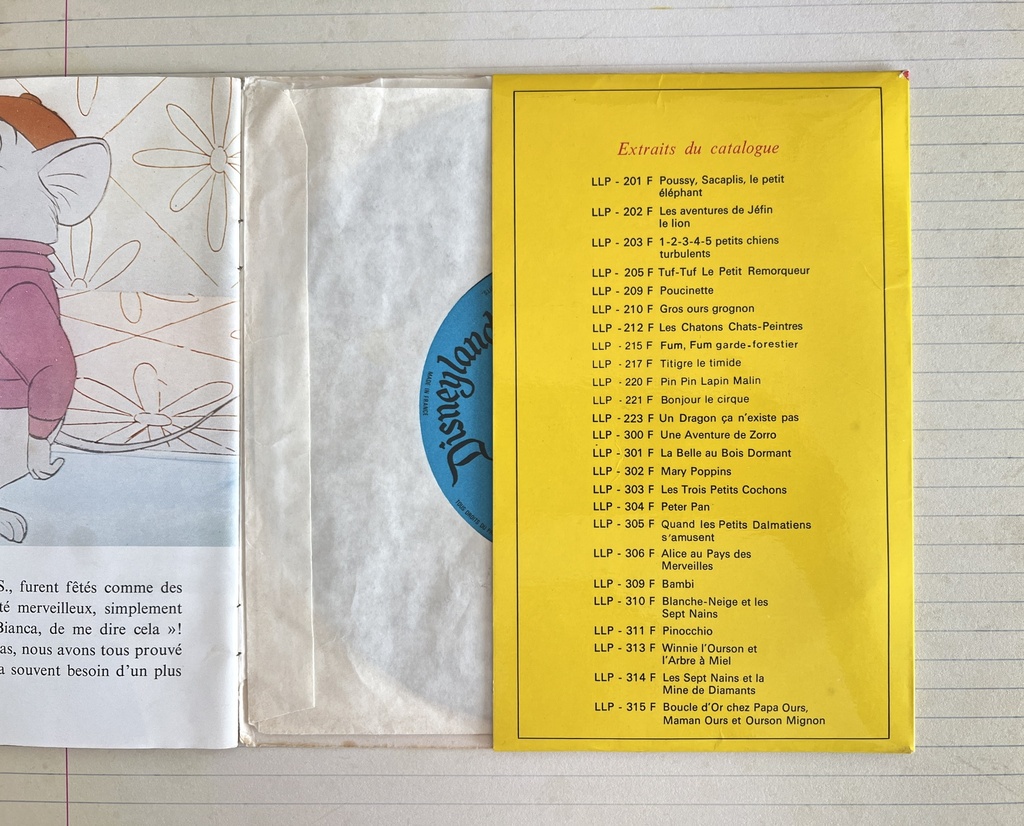 S., furent fêtés comme des
té merveilleux, simplement
Bianca, de me dire cela »!
as, nous avons tous prouvé
a souvent besoin d'un plus
Disneyland
MADE IN FRANCE
TOUS DROITS DU
Extraits du catalogue
LLP - 201 F Poussy, Sacaplis, le petit
éléphant
LLP - 202 F Les aventures de Jéfin
le lion
LLP - 203 F 1-2-3-4-5 petits chiens
turbulents
LLP - 205 F Tuf-Tuf Le Petit Remorqueur
LLP - 209 F Poucinette
LLP - 210 F Gros ours grognon
LLP - 212 F Les Chatons Chats-Peintres
LLP - 215 F Fum, Fum garde-forestier
LLP - 217 F Titigre le timide
LLP - 220 F Pin Pin Lapin Malin
LLP - 221 F Bonjour le cirque
LLP - 223 F Un Dragon ça n'existe pas
LLP - 300 F Une Aventure de Zorro
LLP - 301 F La Belle au Bois Dormant
LLP - 302 F Mary Poppins
LLP - 303 F Les Trois Petits Cochons
LLP - 304 F Peter Pan
LLP - 305 F Quand les Petits Dalmatiens
s'amusent
LLP - 306 F Alice au Pays des
Merveilles
LLP - 309 F Bambi
LLP - 310 F Blanche-Neige et les
Sept Nains
LLP - 311 F Pinocchio
LLP - 313 F Winnie l'Ourson et
l'Arbre à Miel
LLP - 314 F Les Sept Nains et la
Mine de Diamants
LLP - 315 F Boucle d'Or chez Papa Ours,
Maman Ours et Ourson Mignon